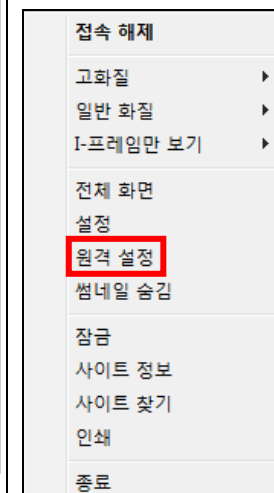 접속 해제
고화질
일반 화질
I-프레임만 보기
전체 화면
설정
원격 설정
썸네일 숨김
잠금
사이트 정보
사이트 찾기
인쇄
종료